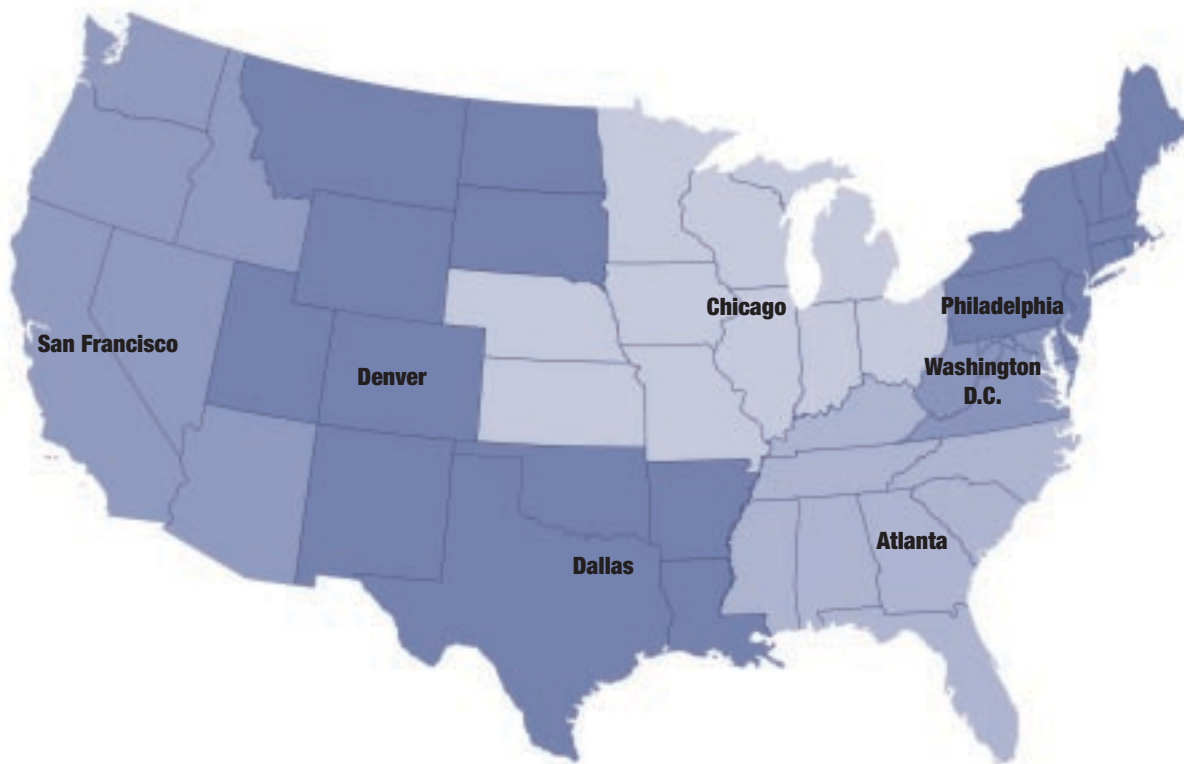 Chicago
Philadelphia
San Francisco
Washington
D.C.
Denver
Atlanta
Dallas